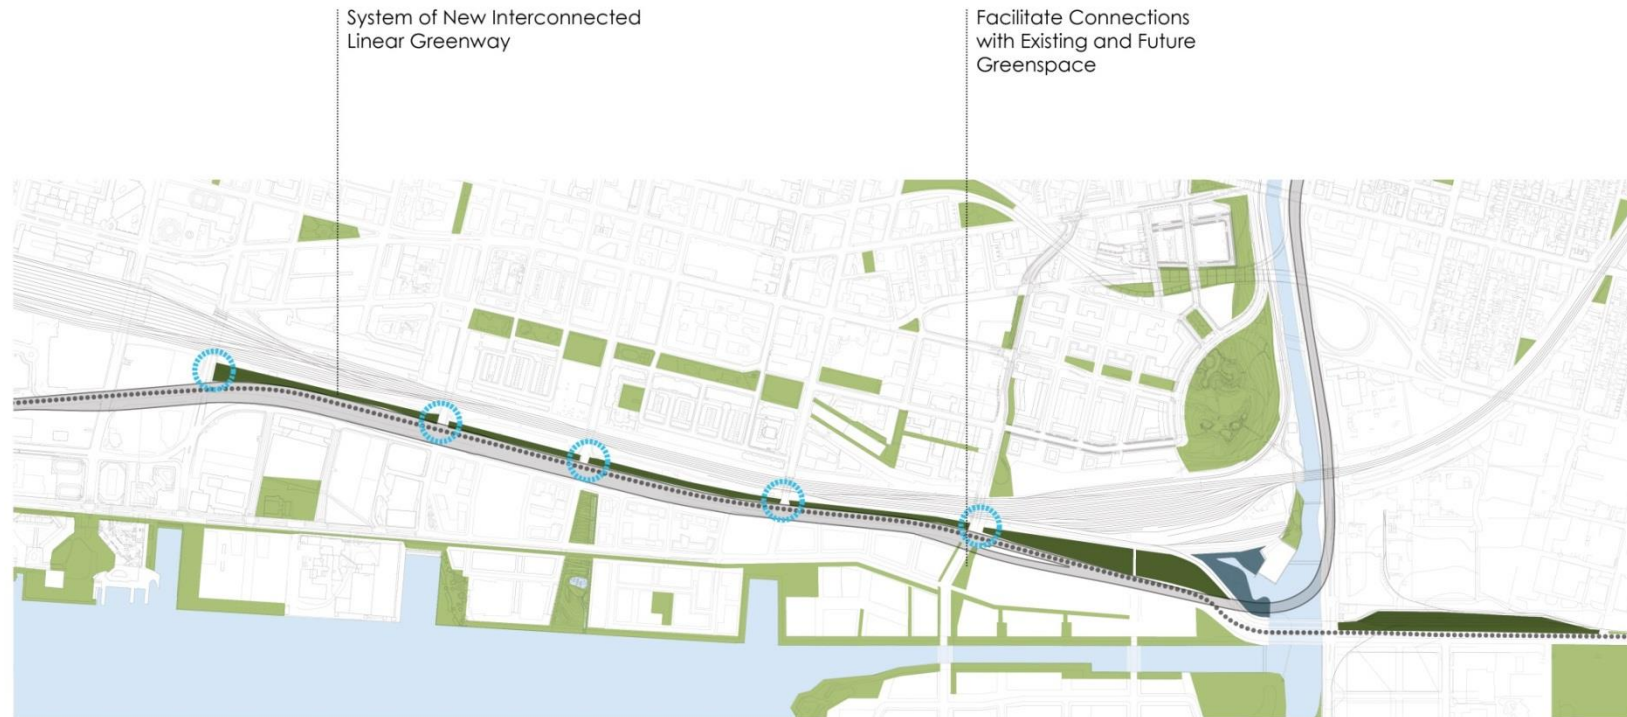 System of New Interconnected
Linear Greenway
Facilitate Connections
with Existing and Future
Greenspace